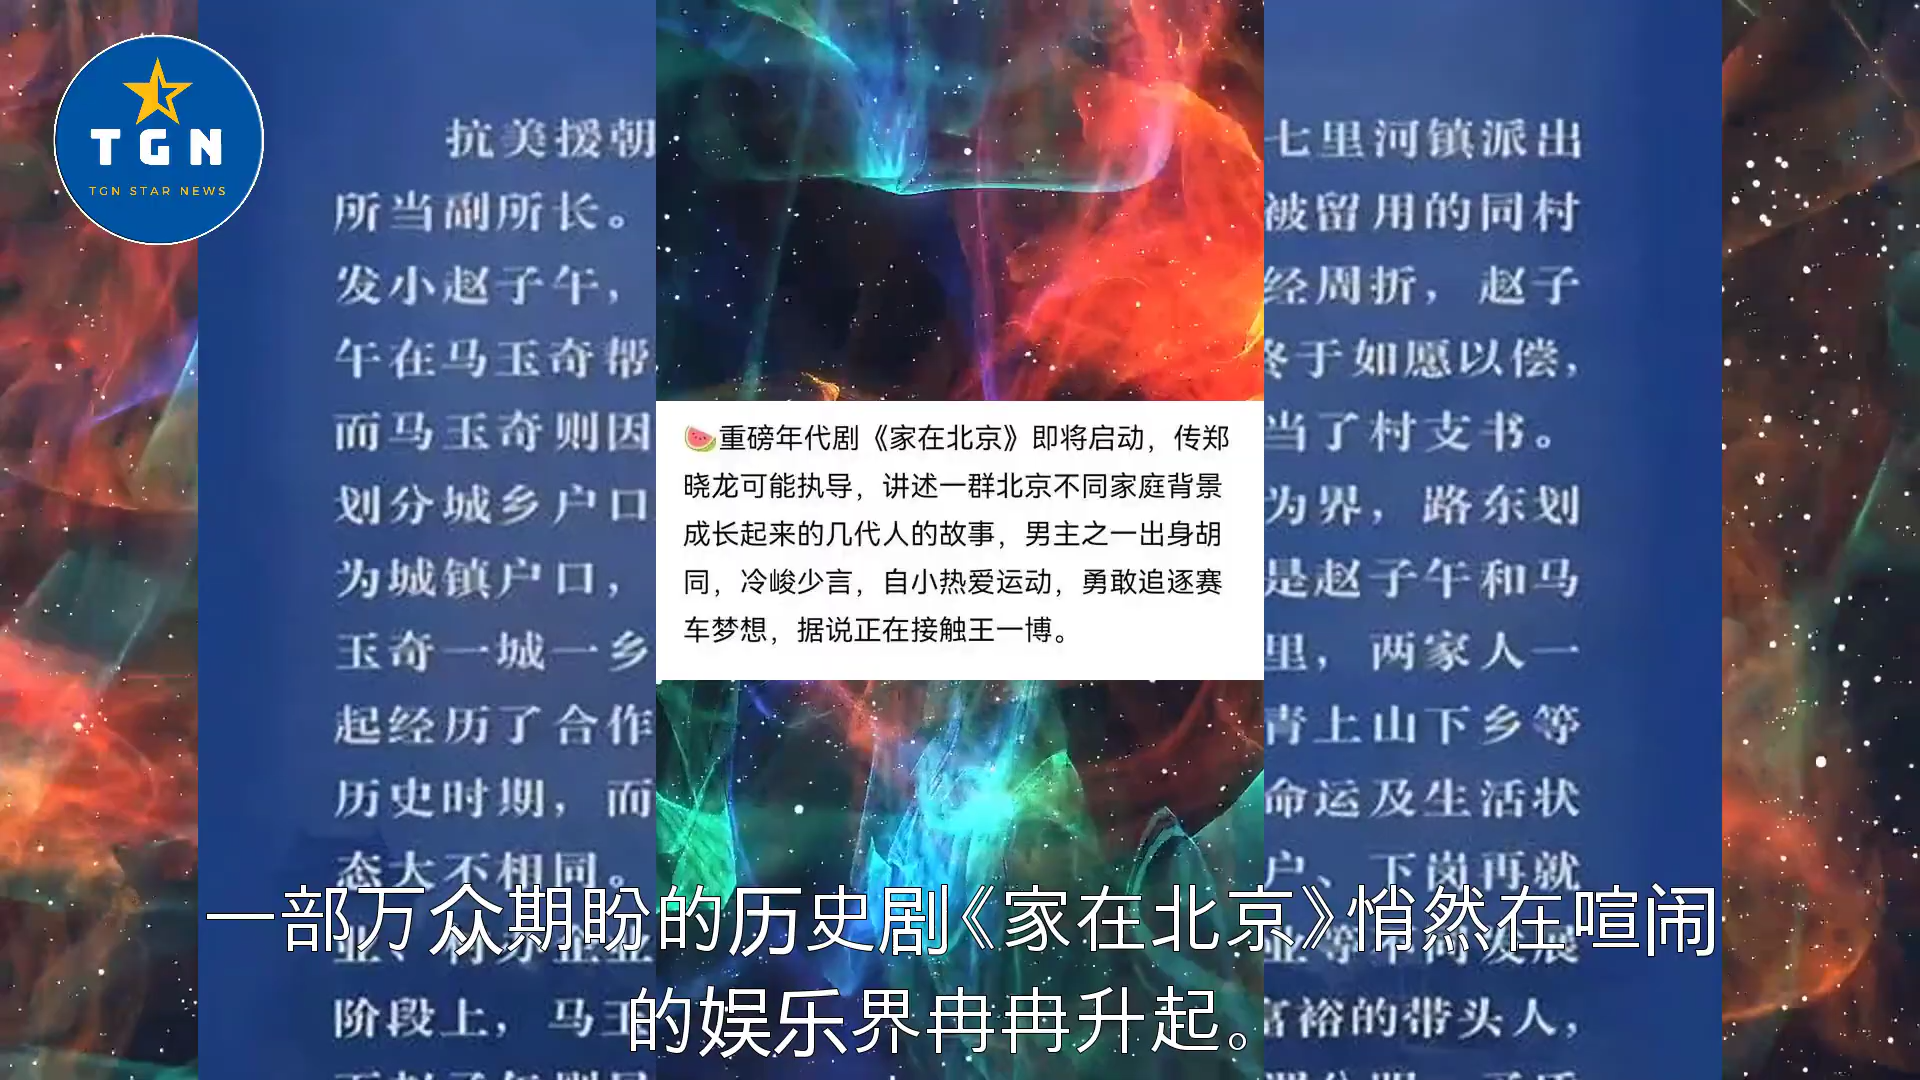 TGN
TGN STAR NEWS
抗美援朝
七里河镇派出
所当副所长。
被留用的同村
发小赵子午，
经周折，赵子
午在马玉奇帮
终于如愿以偿，
而马玉奇则因
当了村支书。
划分城乡户口
为界，路东划
为城镇户口，
是赵子午和马
玉奇一城一乡
里，两家人一
起经历了合作
青上山下乡等
历史时期，而
命运及生活状
态大不相同。
户、下岗再就
阶段上，马玉
富裕的带头人，
🍉重磅年代剧《家在北京》即将启动，传郑
晓龙可能执导，讲述一群北京不同家庭背景
成长起来的几代人的故事，男主之一出身胡
同，冷峻少言，自小热爱运动，勇敢追逐赛
车梦想，据说正在接触王一博。
一部万众期盼的历史剧《家在北京》悄然在喧闹
的娱乐界冉冉升起。